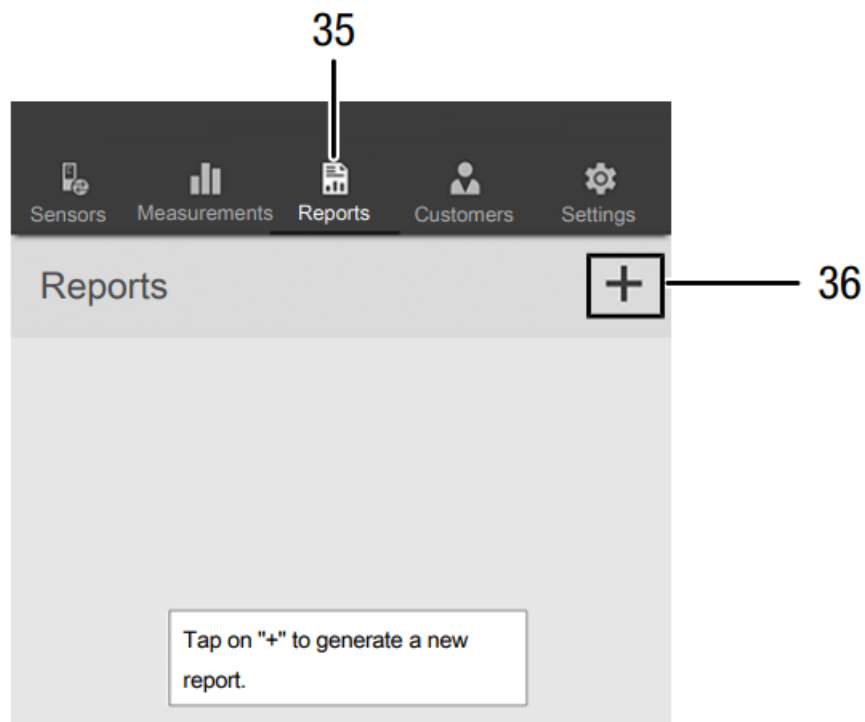 35
Sensors Measurements Reports Customers Settings
Reports
36
Tap on "+" to generate a new
report.